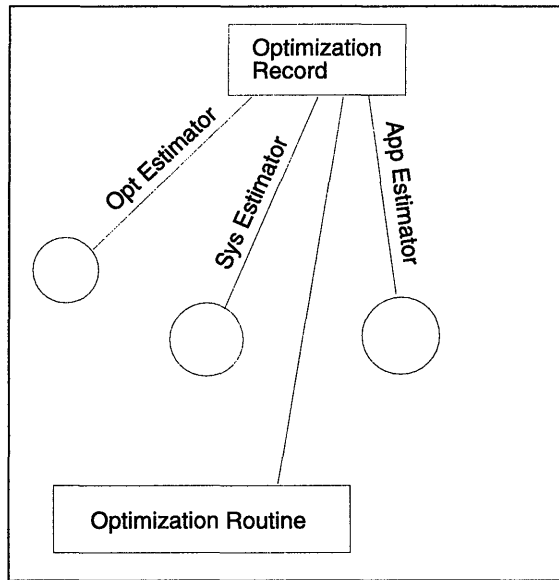 Optimization
Record
Opt Estimator
Sys Estimator
App Estimator
Optimization Routine